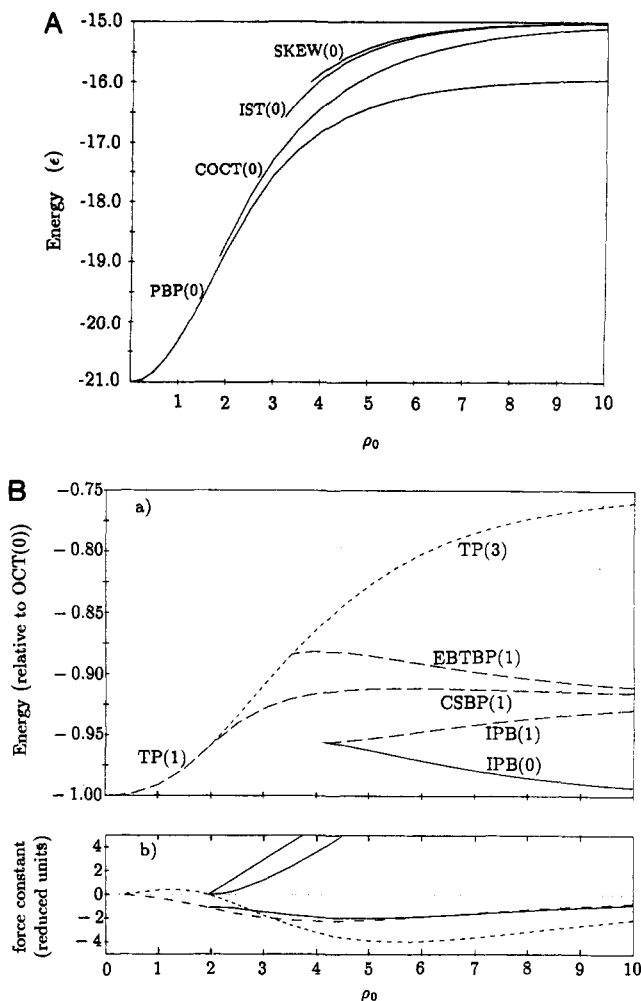 A
-15.0
SKEW(0)
-16.0
IST(0)
-17.0
Energy (ϵ)
COCT(0)
-18.0
-19.0
PBP(0)
-20.0
-21.0
1 2 3 4 5 6 7 8 9 10
ρ₀
B
−0.75
a)
TP(3)
−0.80
Energy (relative to OCT(0))
−0.85
EBTBP(1)
−0.90
CSBP(1)
IPB(1)
−0.95
TP(1)
IPB(0)
−1.00
b)
force constant
(reduced units)
4
2
0
−2
−4
0 1 2 3 4 5 6 7 8 9 10
ρ₀